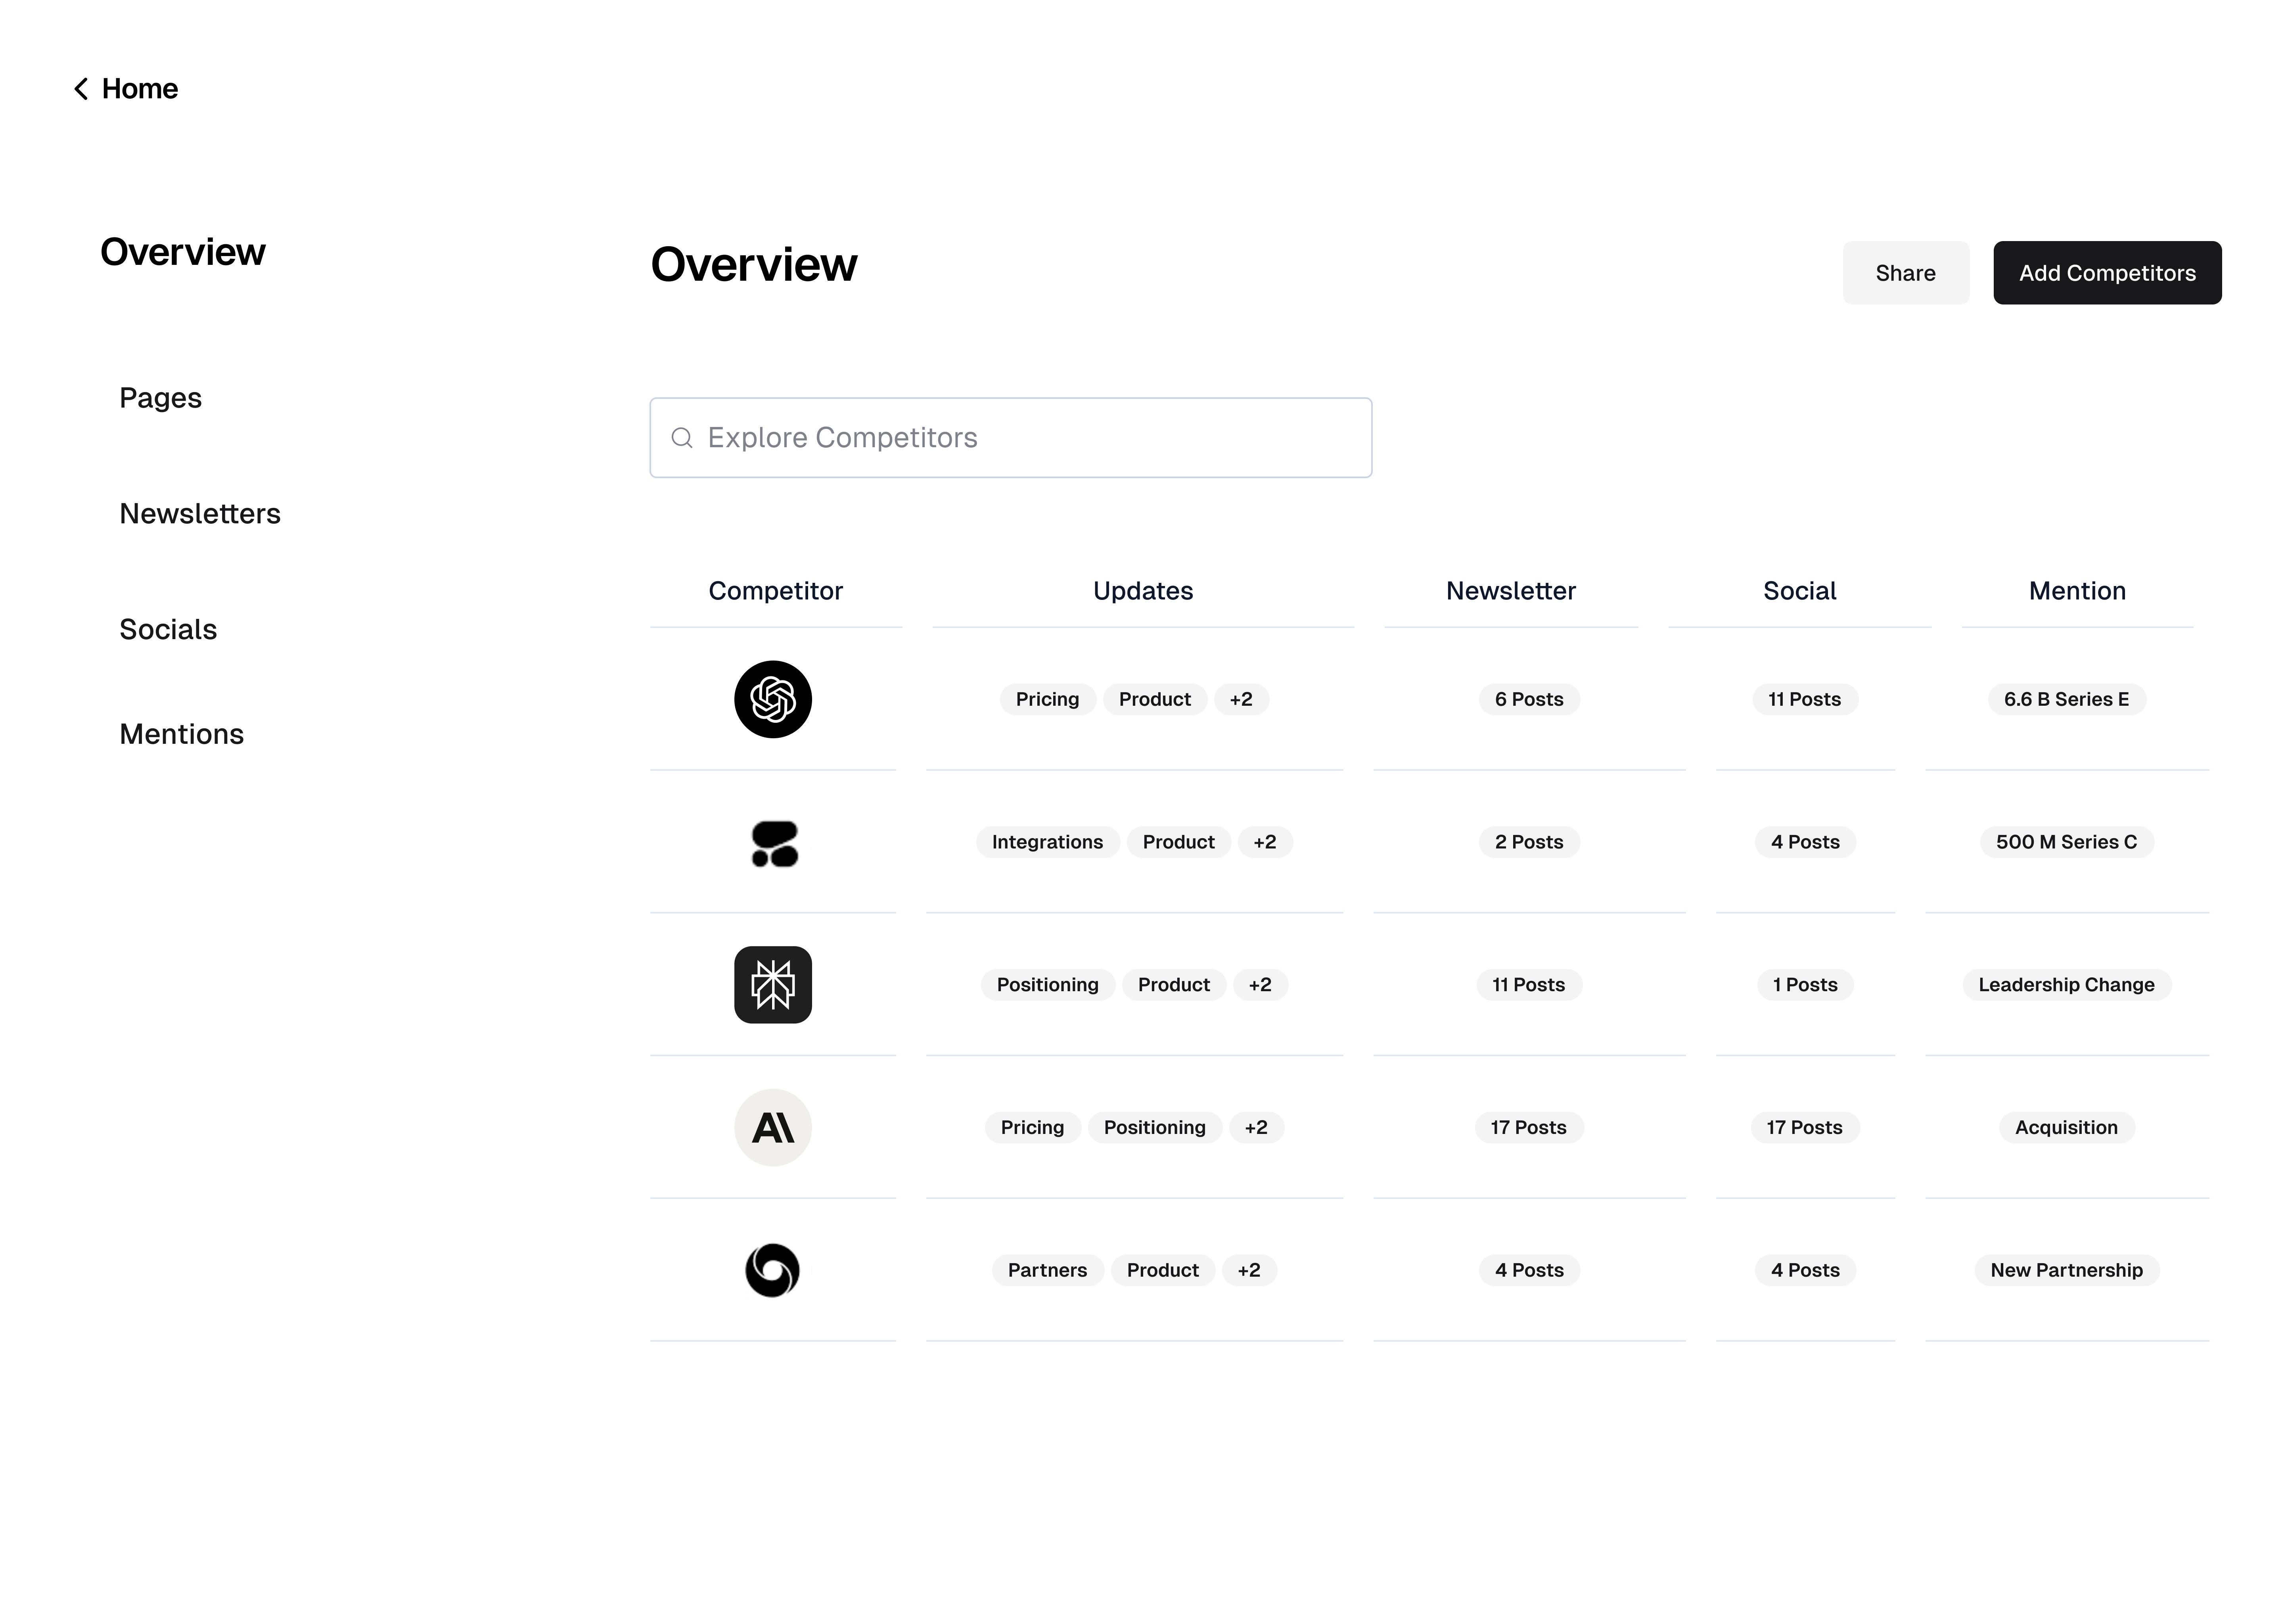 Home
Overview
Pages
Newsletters
Socials
Mentions
Overview
Share
Add Competitors
Explore Competitors
Competitor Updates Newsletter Social Mention
Pricing Product +2 6 Posts 11 Posts 6.6 B Series E
Integrations Product +2 2 Posts 4 Posts 500 M Series C
Positioning Product +2 11 Posts 1 Posts Leadership Change
Pricing Positioning +2 17 Posts 17 Posts Acquisition
Partners Product +2 4 Posts 4 Posts New Partnership